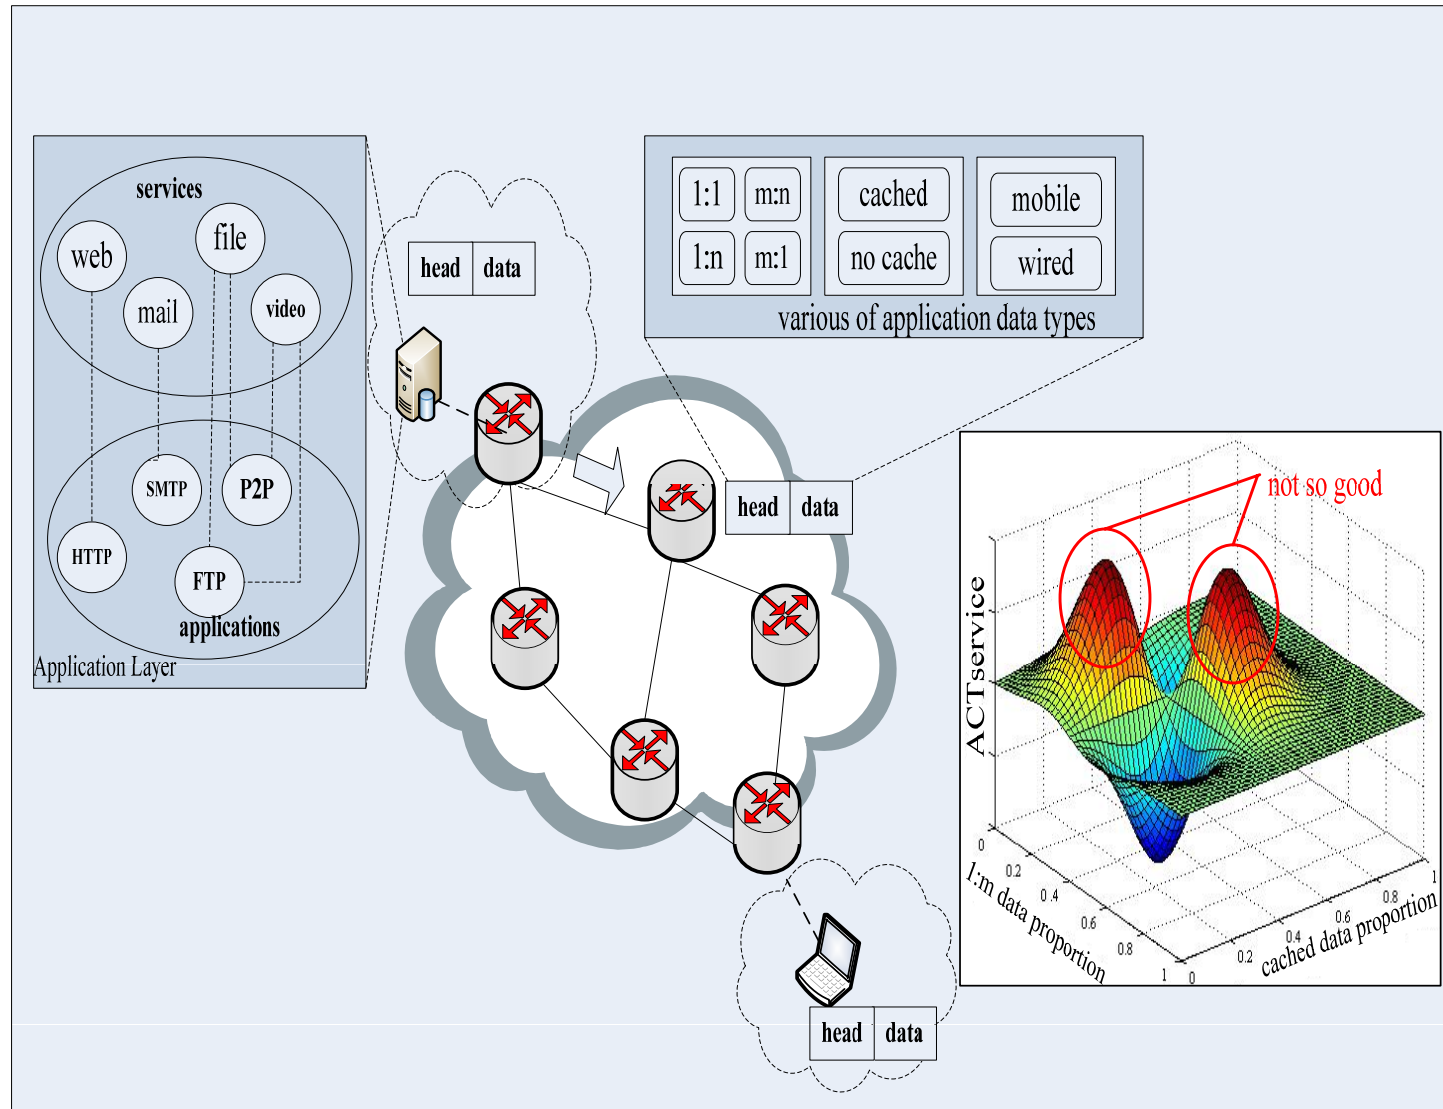 services
web
file
mail
video
SMTP
P2P
HTTP
FTP
applications
Application Layer
head data
1:1 m:n
1:n m:1
cached
no cache
mobile
wired
various of application data types
head data
not so good
ACTservice
0
0.2
0.4
0.6
0.8
1
1:m data proportion
0
0.2
0.4
0.6
0.8
1
cached data proportion
head data